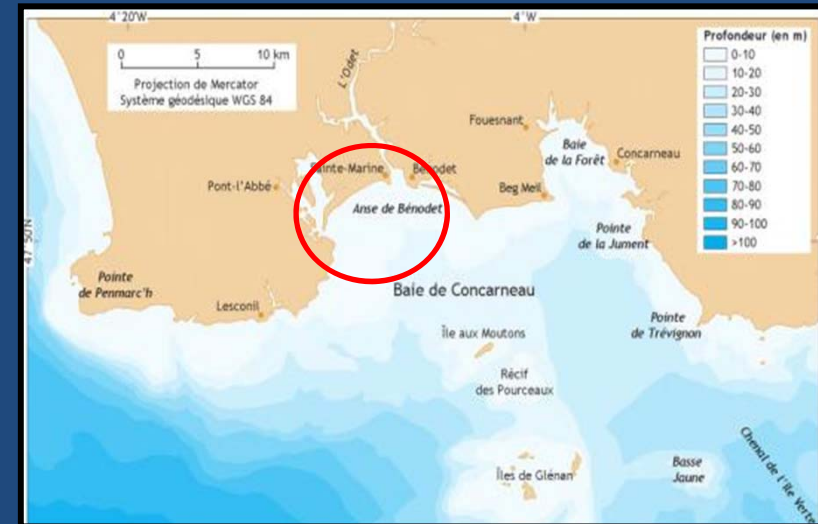 4°20'W
4°W
0 5 10 km
Projection de Mercator
Système géodésique WGS 84
Profondeur (en m)
0-10
10-20
20-30
30-40
40-50
50-60
60-70
70-80
80-90
90-100
>100
L'Odet
Fouesnant
Baie
de la Forêt
Concarneau
Sainte-Marine
Bénodet
Pont-l'Abbé
Beg Meil
Anse de Bénodet
47°50'N
Pointe
de la Jument
Pointe
de Penmarc'h
Baie de Concarneau
Lesconil
Pointe
de Trévignon
Île aux Moutons
Récif
des Pourceaux
Îles de Glénan
Basse
Jaune
Chenal de l'Ile Verte